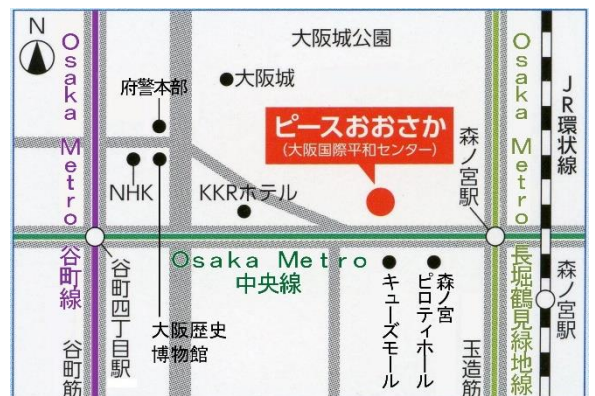 N
大阪城公園
Osaka Metro 谷町線
府警本部
大阪城
ピースおおさか
(大阪国際平和センター)
森ノ宮駅
Osaka Metro 長堀鶴見緑地線
JR環状線
NHK
KKRホテル
Osaka Metro
中央線
谷町四丁目駅
大阪歴史
博物館
キューズモール
森ノ宮
ピロティホール
森ノ宮駅
谷町筋
玉造筋